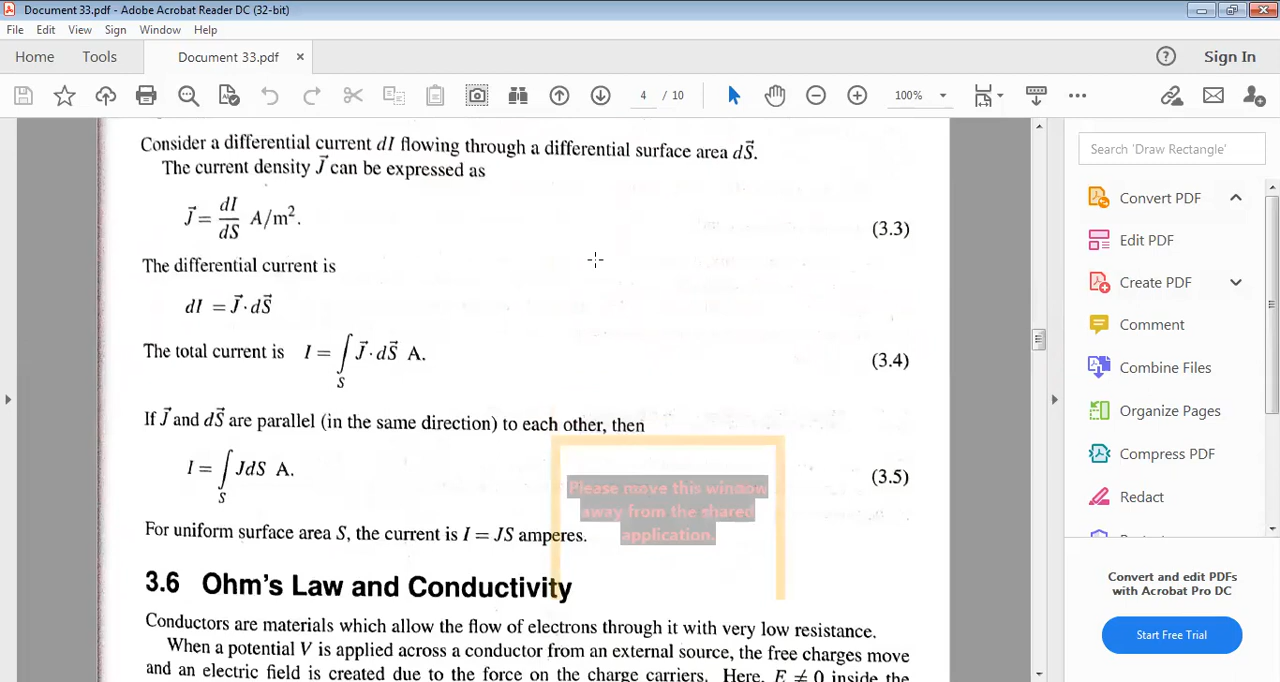 Document 33.pdf - Adobe Acrobat Reader DC (32-bit)
File Edit View Sign Window Help
Home Tools Document 33.pdf × ? Sign In
4 / 10 100%
Consider a differential current dI flowing through a differential surface area dS⃗.
The current density J⃗ can be expressed as
J⃗ = dI/dS A/m². (3.3)
The differential current is
dI = J⃗ · dS⃗
The total current is I = ∫S J⃗ · dS⃗ A. (3.4)
If J⃗ and dS⃗ are parallel (in the same direction) to each other, then
I = ∫S JdS A. (3.5)
For uniform surface area S, the current is I = JS amperes.
3.6 Ohm's Law and Conductivity
Conductors are materials which allow the flow of electrons through it with very low resistance.
When a potential V is applied across a conductor from an external source, the free charges move
and an electric field is created due to the force on the charge carriers. Here, E ≠ 0 inside the
Please move this window
away from the shared
application.
Search 'Draw Rectangle'
Convert PDF
Edit PDF
Create PDF
Comment
Combine Files
Organize Pages
Compress PDF
Redact
Convert and edit PDFs
with Acrobat Pro DC
Start Free Trial